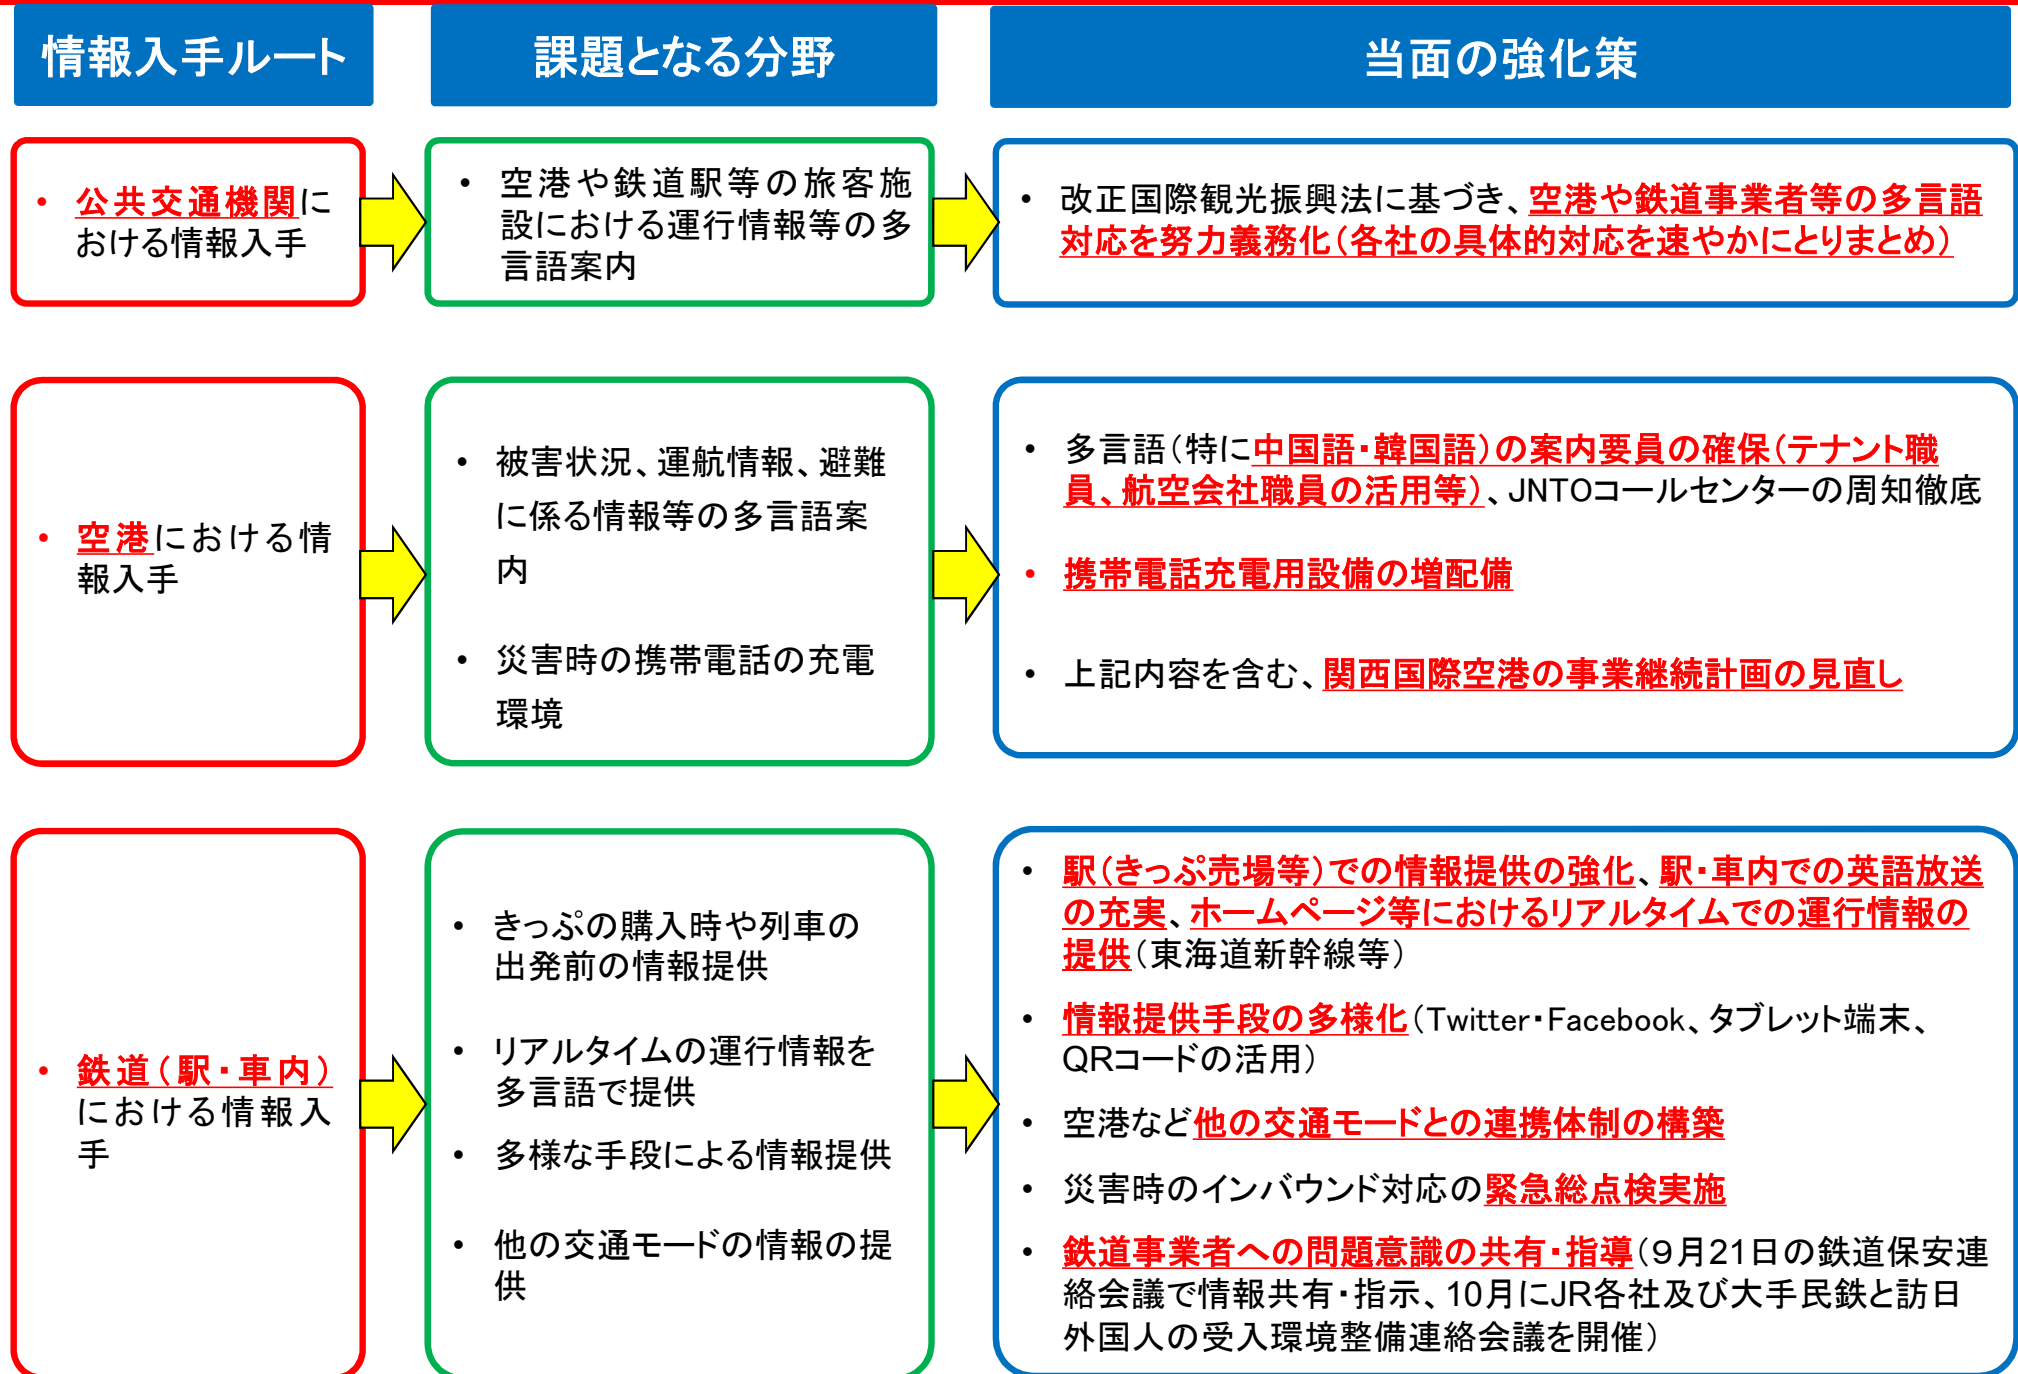 情報入手ルート
課題となる分野
当面の強化策
• 公共交通機関に
おける情報入手
• 空港や鉄道駅等の旅客施
設における運行情報等の多
言語案内
• 改正国際観光振興法に基づき、空港や鉄道事業者等の多言語
対応を努力義務化（各社の具体的対応を速やかにとりまとめ）
• 空港における情
報入手
• 被害状況、運航情報、避難
に係る情報等の多言語案
内
• 災害時の携帯電話の充電
環境
• 多言語（特に中国語・韓国語）の案内要員の確保（テナント職
員、航空会社職員の活用等）、JNTOコールセンターの周知徹底
• 携帯電話充電用設備の増配備
• 上記内容を含む、関西国際空港の事業継続計画の見直し
• 鉄道（駅・車内）
における情報入
手
• きっぷの購入時や列車の
出発前の情報提供
• リアルタイムの運行情報を
多言語で提供
• 多様な手段による情報提供
• 他の交通モードの情報の提
供
• 駅（きっぷ売場等）での情報提供の強化、駅・車内での英語放送
の充実、ホームページ等におけるリアルタイムでの運行情報の
提供（東海道新幹線等）
• 情報提供手段の多様化（Twitter・Facebook、タブレット端末、
QRコードの活用）
• 空港など他の交通モードとの連携体制の構築
• 災害時のインバウンド対応の緊急総点検実施
• 鉄道事業者への問題意識の共有・指導（９月21日の鉄道保安連
絡会議で情報共有・指示、10月にJR各社及び大手民鉄と訪日
外国人の受入環境整備連絡会議を開催）